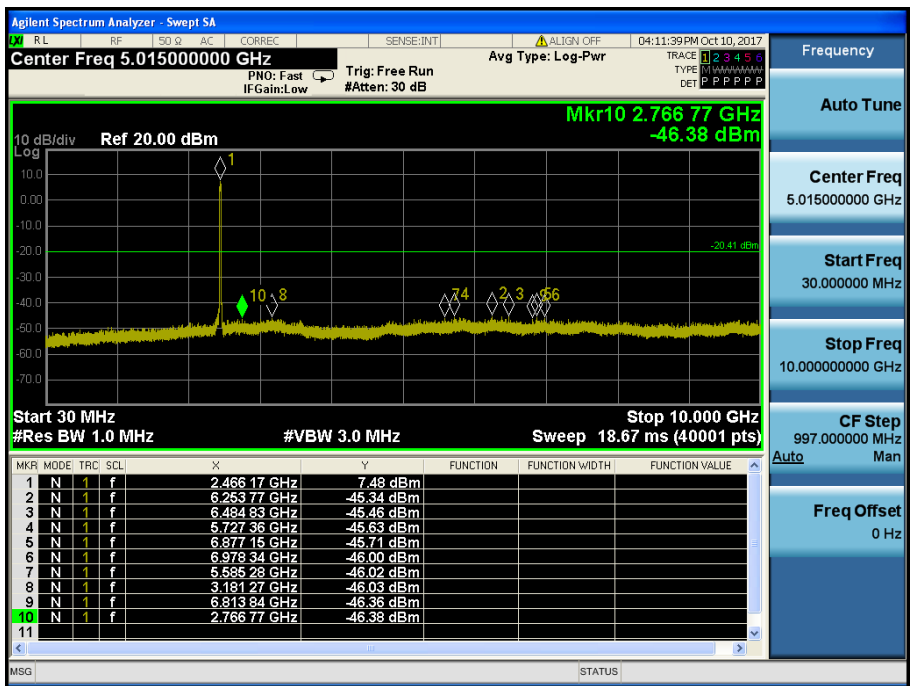 Agilent Spectrum Analyzer - Swept SA
LXI RL RF 50 Ω AC CORREC SENSE:INT ALIGN OFF 04:11:39 PM Oct 10, 2017
Center Freq 5.015000000 GHz
PNO: Fast
IFGain:Low
Trig: Free Run
#Atten: 30 dB
Avg Type: Log-Pwr
TRACE 1 2 3 4 5 6
TYPE M WWWWW
DET P P P P P P
Mkr10 2.766 77 GHz
-46.38 dBm
10 dB/div Ref 20.00 dBm
Log
10.0
0.00
-10.0
-20.0
-30.0
-40.0
-50.0
-60.0
-70.0
-20.41 dBm
1
10 8 74 2 3 56
Start 30 MHz Stop 10.000 GHz
#Res BW 1.0 MHz #VBW 3.0 MHz Sweep 18.67 ms (40001 pts)
MKR MODE TRC SCL X Y FUNCTION FUNCTION WIDTH FUNCTION VALUE
1 N 1 f 2.466 17 GHz 7.48 dBm
2 N 1 f 6.253 77 GHz -45.34 dBm
3 N 1 f 6.484 83 GHz -45.46 dBm
4 N 1 f 5.727 36 GHz -45.63 dBm
5 N 1 f 6.877 15 GHz -45.71 dBm
6 N 1 f 6.978 34 GHz -46.00 dBm
7 N 1 f 5.585 28 GHz -46.02 dBm
8 N 1 f 3.181 27 GHz -46.03 dBm
9 N 1 f 6.813 84 GHz -46.36 dBm
10 N 1 f 2.766 77 GHz -46.38 dBm
11
MSG STATUS
Frequency
Auto Tune
Center Freq
5.015000000 GHz
Start Freq
30.000000 MHz
Stop Freq
10.000000000 GHz
CF Step
997.000000 MHz
Auto Man
Freq Offset
0 Hz